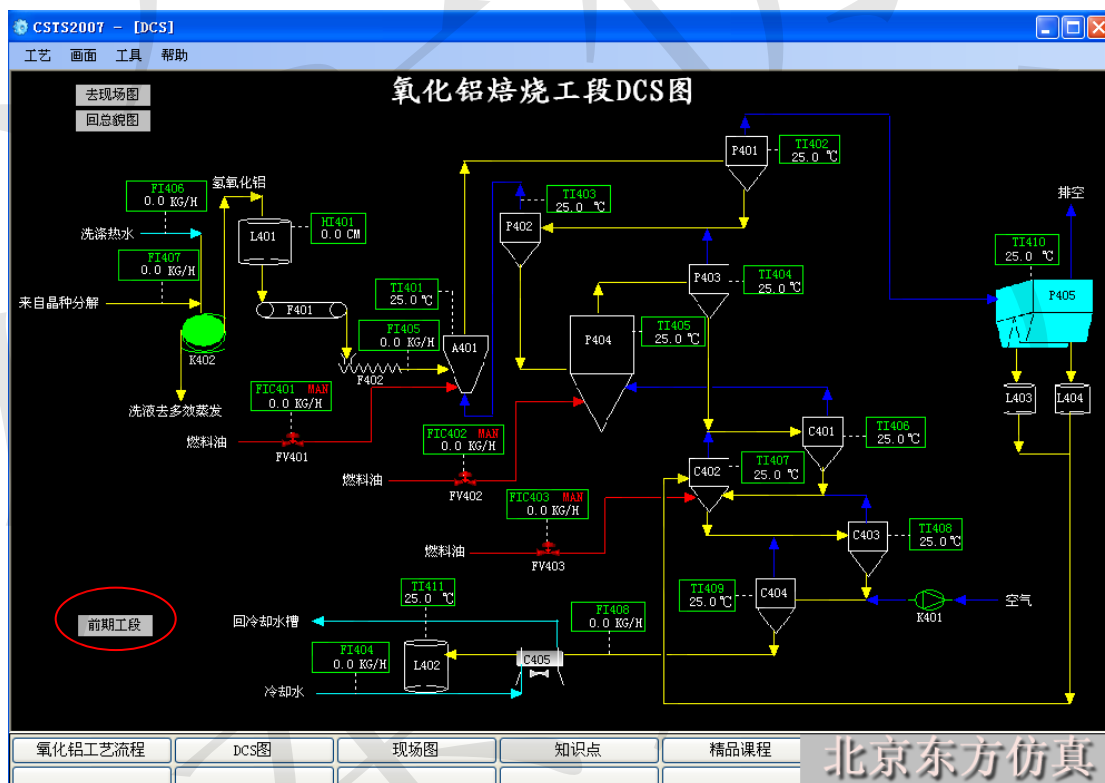 CSTS2007 - [DCS]
工艺 画面 工具 帮助
氧化铝焙烧工段DCS图
去现场图
回总貌图
P401
TI402
25.0 ℃
氢氧化铝
FI406
0.0 KG/H
TI403
25.0 ℃
排空
洗涤热水
L401
HI401
0.0 CM
P402
TI410
25.0 ℃
FI407
0.0 KG/H
P403
TI404
25.0 ℃
TI401
25.0 ℃
P405
来自晶种分解
F401
FI405
0.0 KG/H
A401
P404
TI405
25.0 ℃
K402
F402
洗液去多效蒸发
FIC401 MAN
0.0 KG/H
L403
L404
燃料油
FV401
FIC402 MAN
0.0 KG/H
C401
TI406
25.0 ℃
燃料油
FV402
C402
TI407
25.0 ℃
FIC403 MAN
0.0 KG/H
燃料油
FV403
C403
TI408
25.0 ℃
TI411
25.0 ℃
TI409
25.0 ℃
C404
K401
空气
前期工段
回冷却水槽
FI408
0.0 KG/H
FI404
0.0 KG/H
L402
C405
冷却水
氧化铝工艺流程 DCS图 现场图 知识点 精品课程
北京东方仿真